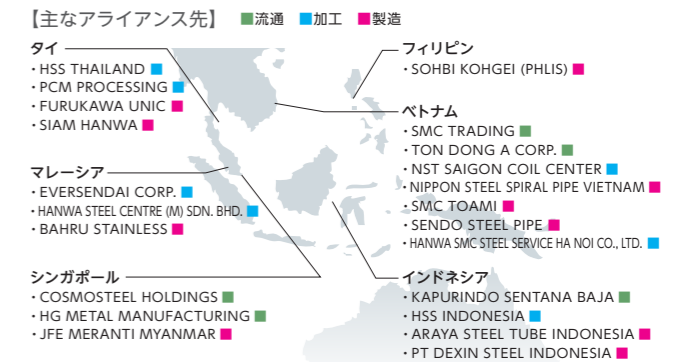 【主なアライアンス先】 ■流通 ■加工 ■製造
タイ
・HSS THAILAND ■
・PCM PROCESSING ■
・FURUKAWA UNIC ■
・SIAM HANWA ■
マレーシア
・EVERSENDAI CORP. ■
・HANWA STEEL CENTRE (M) SDN. BHD. ■
・BAHRU STAINLESS ■
シンガポール
・COSMOSTEEL HOLDINGS ■
・HG METAL MANUFACTURING ■
・JFE MERANTI MYANMAR ■
フィリピン
・SOHBI KOHGEI (PHLIS) ■
ベトナム
・SMC TRADING ■
・TON DONG A CORP. ■
・NST SAIGON COIL CENTER ■
・NIPPON STEEL SPIRAL PIPE VIETNAM ■
・SMC TOAMI ■
・SENDO STEEL PIPE ■
・HANWA SMC STEEL SERVICE HA NOI CO., LTD. ■
インドネシア
・KAPURINDO SENTANA BAJA ■
・HSS INDONESIA ■
・ARAYA STEEL TUBE INDONESIA ■
・PT DEXIN STEEL INDONESIA ■